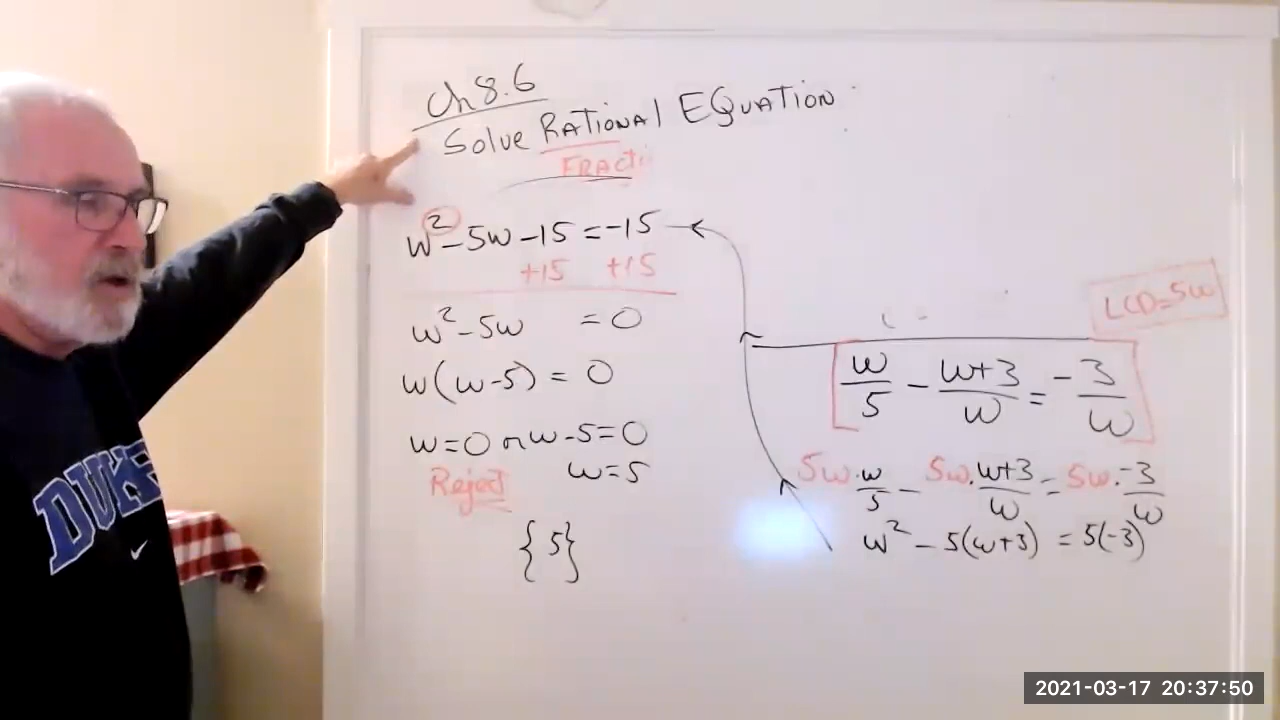 Ch 8.6
Solve RATIONAL EQUATION
FRACTI
w² - 5w - 15 = -15
+15 +15
w² - 5w = 0
w(w-5) = 0
w=0 or w-5=0
Reject w=5
{5}
LCD=5w
w/5 - w+3/w = -3/w
5w · w/5 - 5w · w+3/w = 5w · -3/w
w² - 5(w+3) = 5(-3)
DUKE
2021-03-17 20:37:50